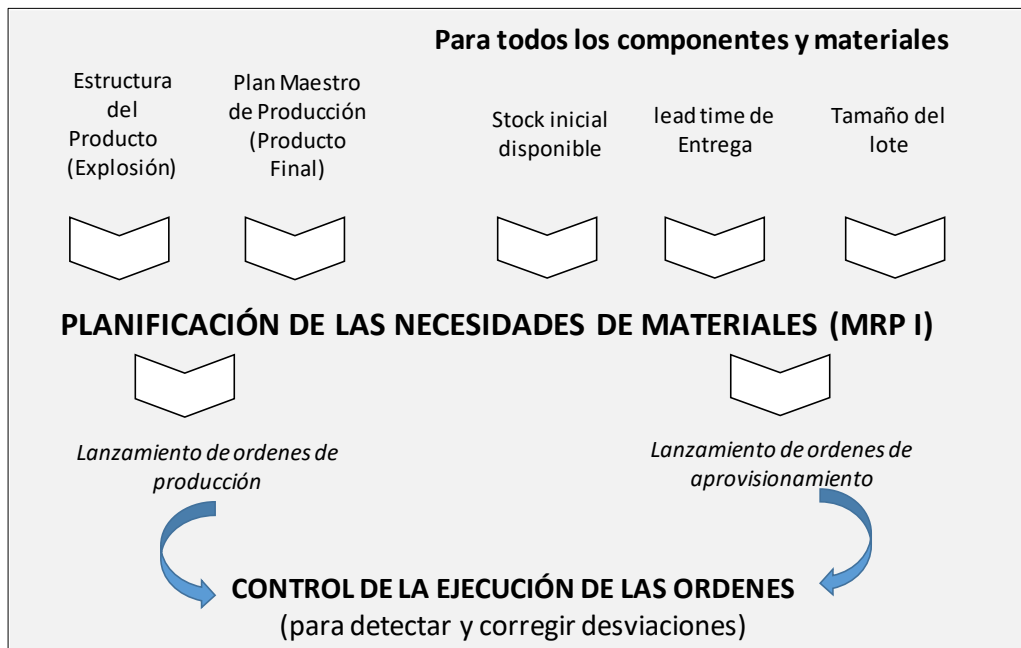 Para todos los componentes y materiales
Estructura
del
Producto
(Explosión)
Plan Maestro
de Producción
(Producto
Final)
Stock inicial
disponible
lead time de
Entrega
Tamaño del
lote
PLANIFICACIÓN DE LAS NECESIDADES DE MATERIALES (MRP I)
Lanzamiento de ordenes de
producción
Lanzamiento de ordenes de
aprovisionamiento
CONTROL DE LA EJECUCIÓN DE LAS ORDENES
(para detectar y corregir desviaciones)